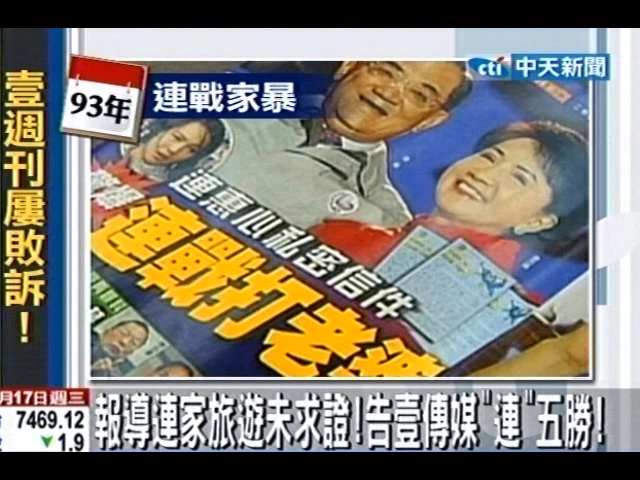 cti 中天新聞
93年
連戰家暴
壹週刊屢敗訴！
連惠心私密信件
連戰打老婆
月17日週三
7469.12
▼1.9
報導連家旅遊未求證！告壹傳媒"連"五勝！